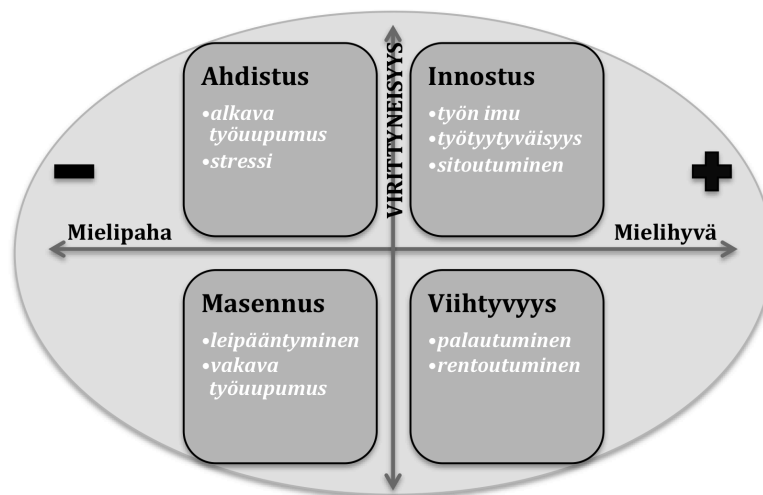 VIRITTYNEISYYS
Ahdistus
•alkava
työuupumus
•stressi
Innostus
•työn imu
•työtyytyväisyys
•sitoutuminen
Mielipaha
Mielihyvä
Masennus
•leipääntyminen
•vakava
työuupumus
Viihtyvyys
•palautuminen
•rentoutuminen